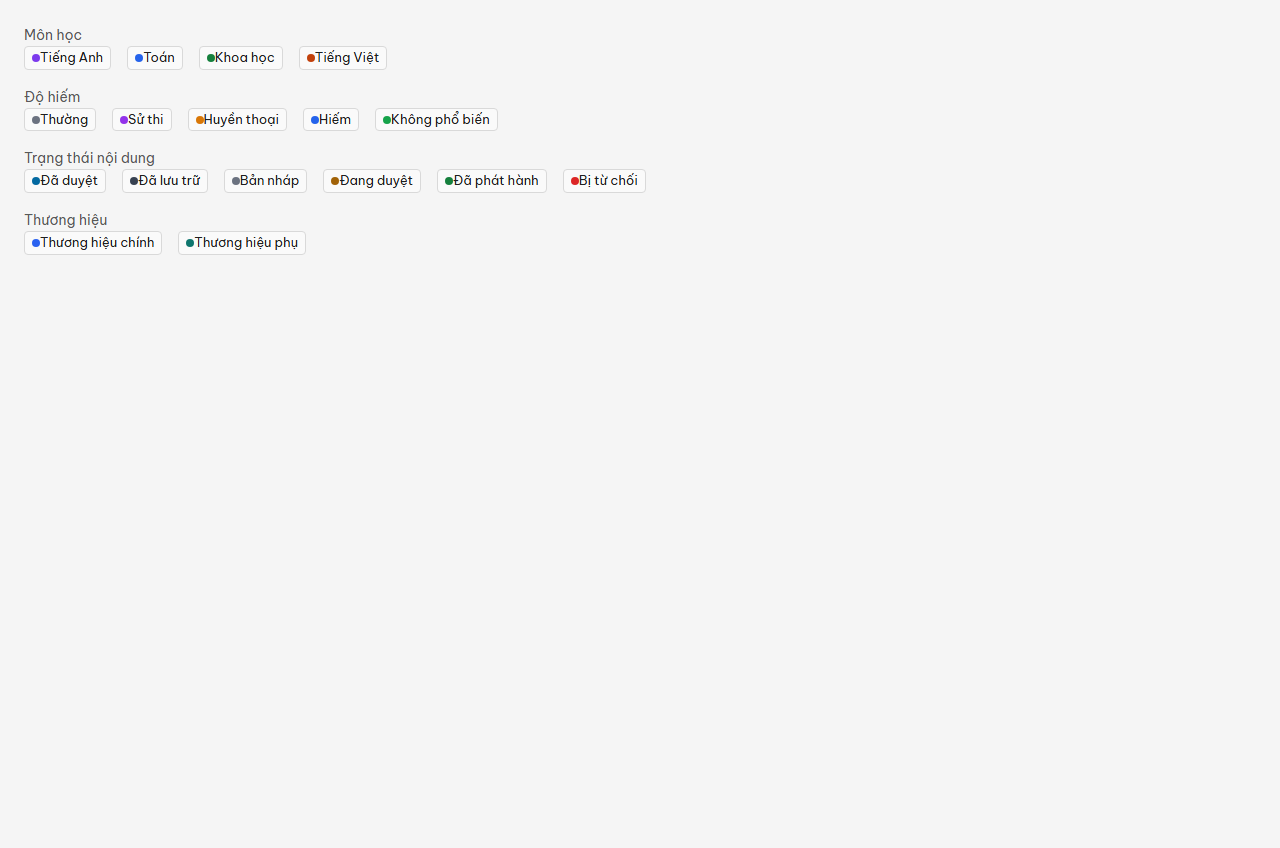 Môn học
Tiếng Anh Toán Khoa học Tiếng Việt
Độ hiếm
Thường Sử thi Huyền thoại Hiếm Không phổ biến
Trạng thái nội dung
Đã duyệt Đã lưu trữ Bản nháp Đang duyệt Đã phát hành Bị từ chối
Thương hiệu
Thương hiệu chính Thương hiệu phụ